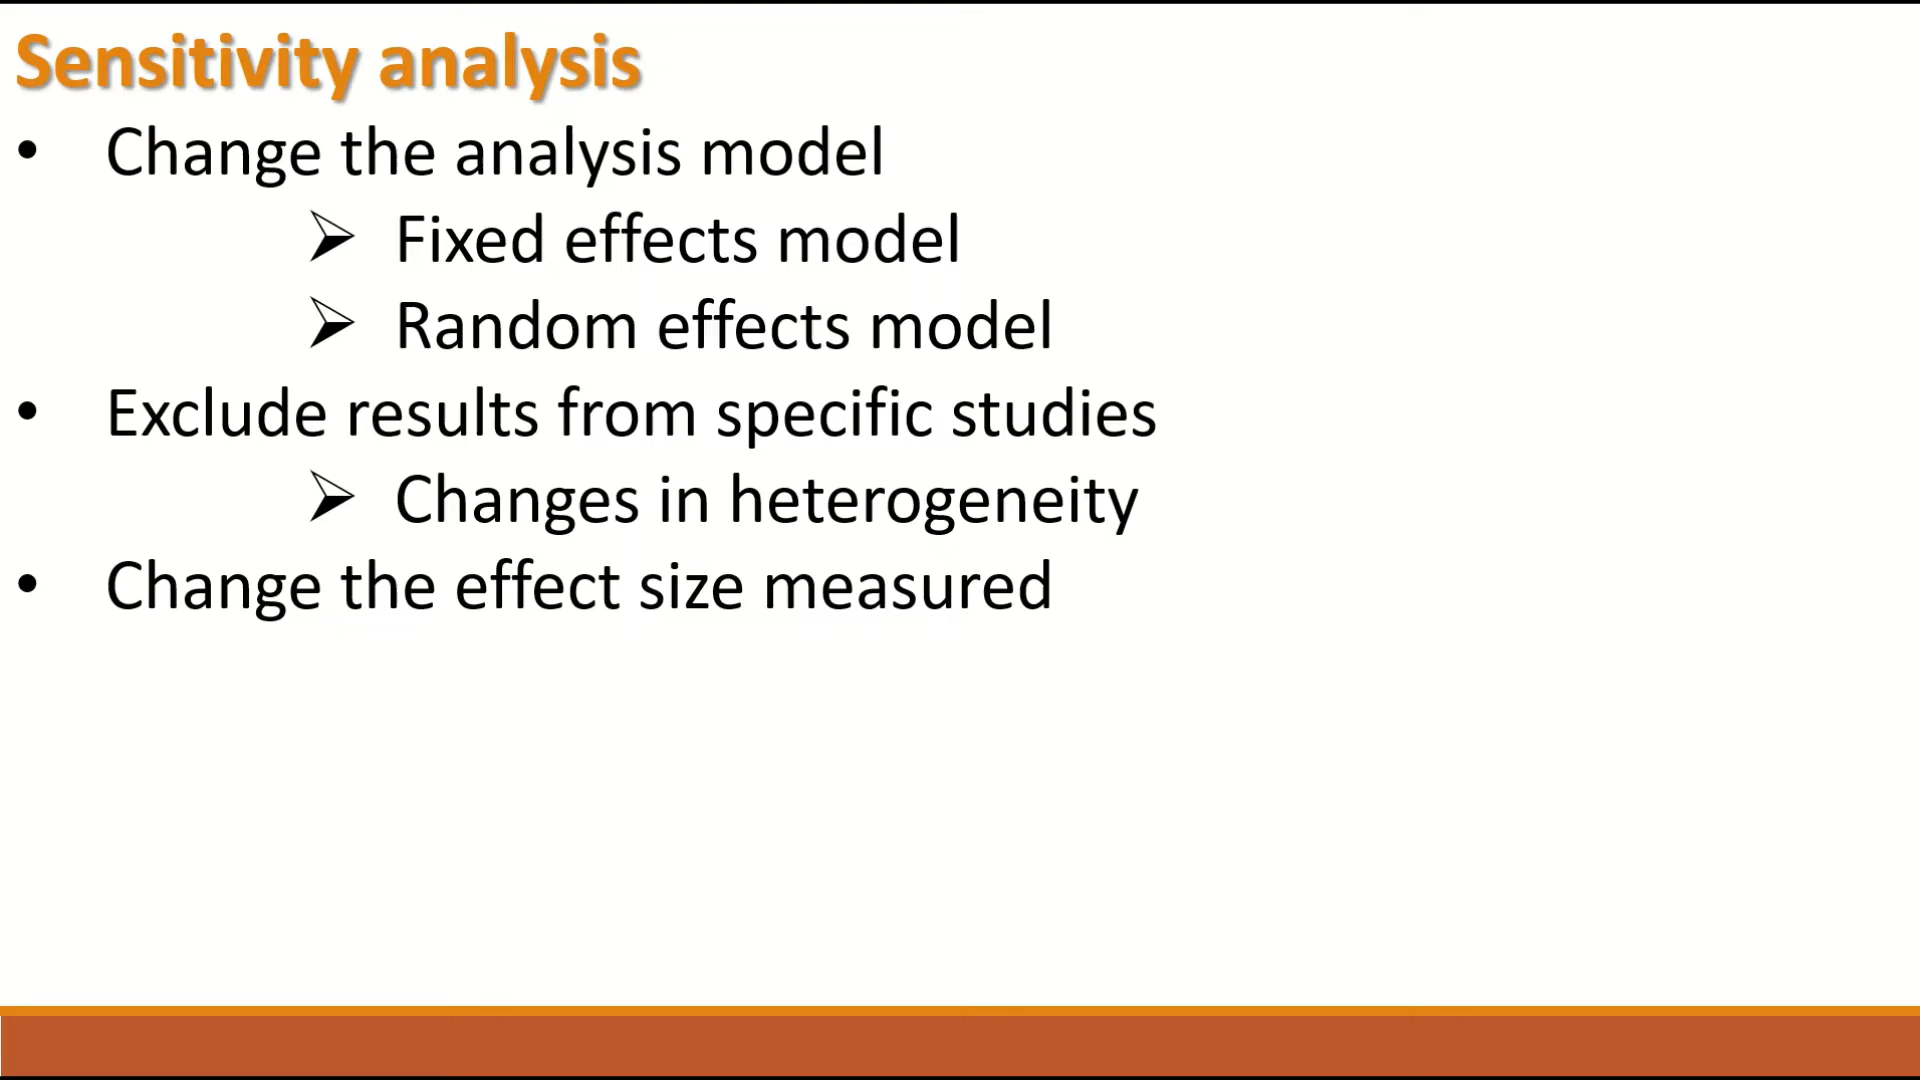 Sensitivity analysis
• Change the analysis model
➢ Fixed effects model
➢ Random effects model
• Exclude results from specific studies
➢ Changes in heterogeneity
• Change the effect size measured